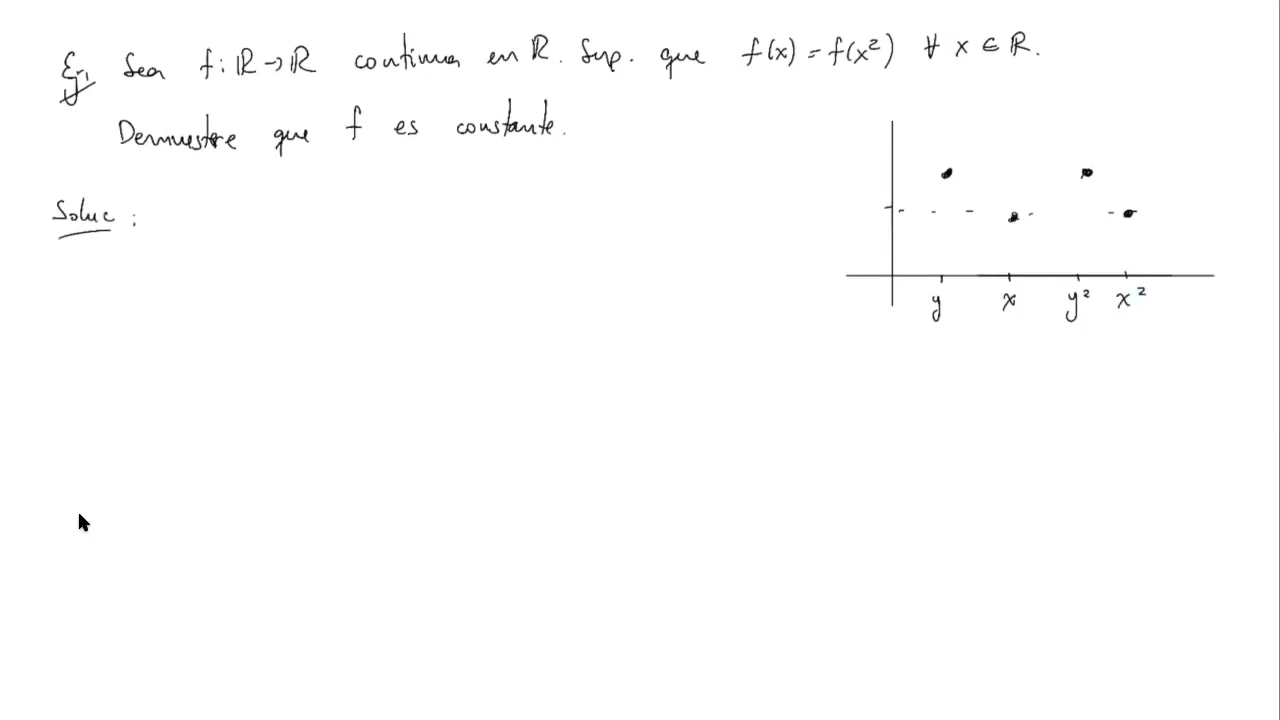 Ej. Sea f: ℝ → ℝ continua en ℝ. Sup. que f(x) = f(x²) ∀ x ∈ ℝ.
Demuestre que f es constante.
Soluc:
y x y² x²